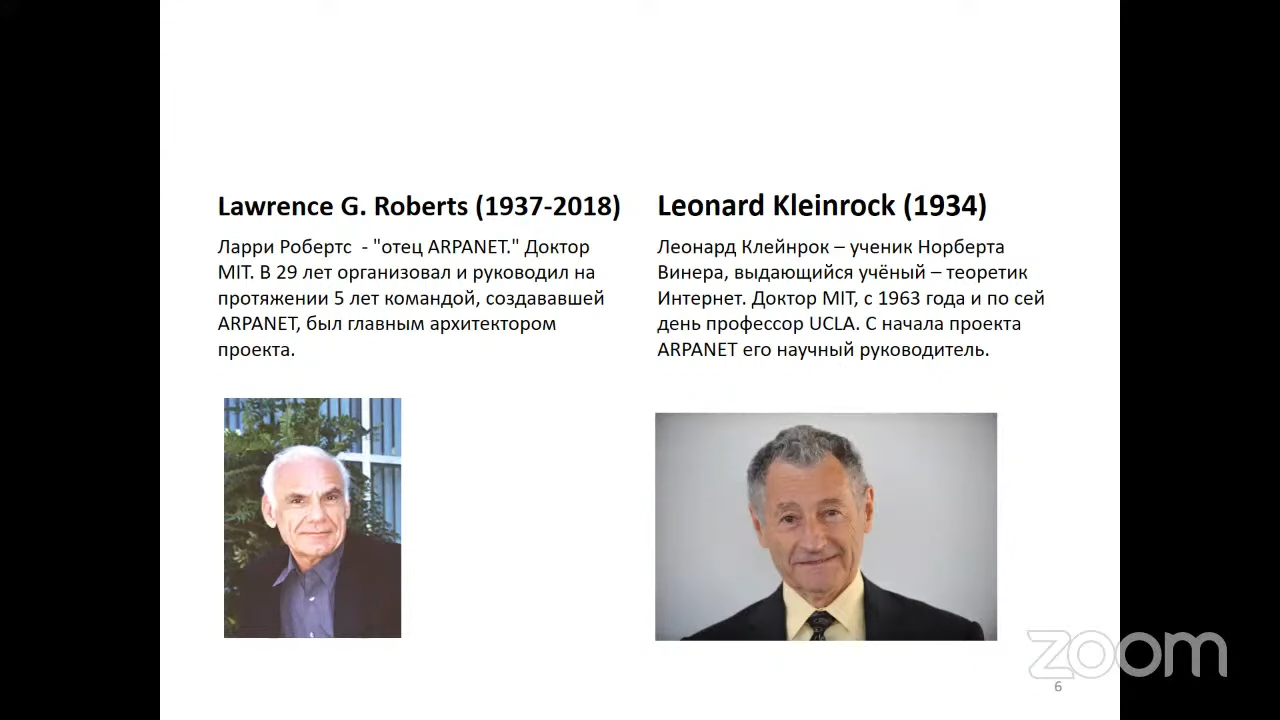 Lawrence G. Roberts (1937-2018)
Ларри Робертс - "отец ARPANET." Доктор
MIT. В 29 лет организовал и руководил на
протяжении 5 лет командой, создававшей
ARPANET, был главным архитектором
проекта.
Leonard Kleinrock (1934)
Леонард Клейнрок – ученик Норберта
Винера, выдающийся учёный – теоретик
Интернет. Доктор MIT, с 1963 года и по сей
день профессор UCLA. С начала проекта
ARPANET его научный руководитель.
zoom
6